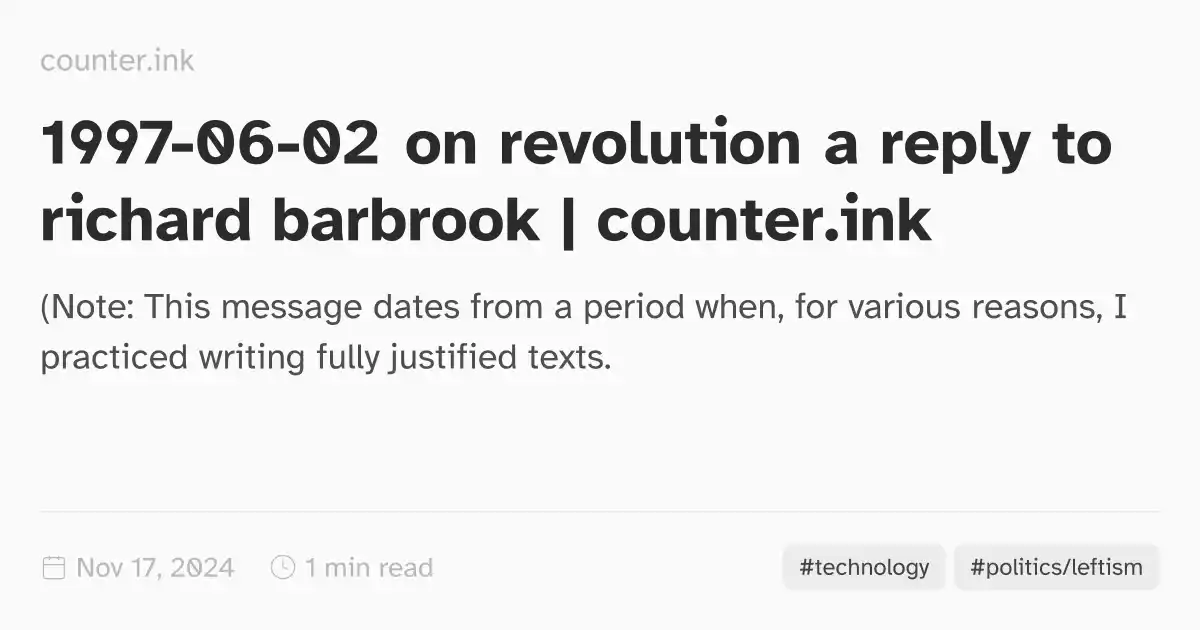 counter.ink
1997-06-02 on revolution a reply to
richard barbrook | counter.ink
(Note: This message dates from a period when, for various reasons, I
practiced writing fully justified texts.
Nov 17, 2024 1 min read #technology #politics/leftism